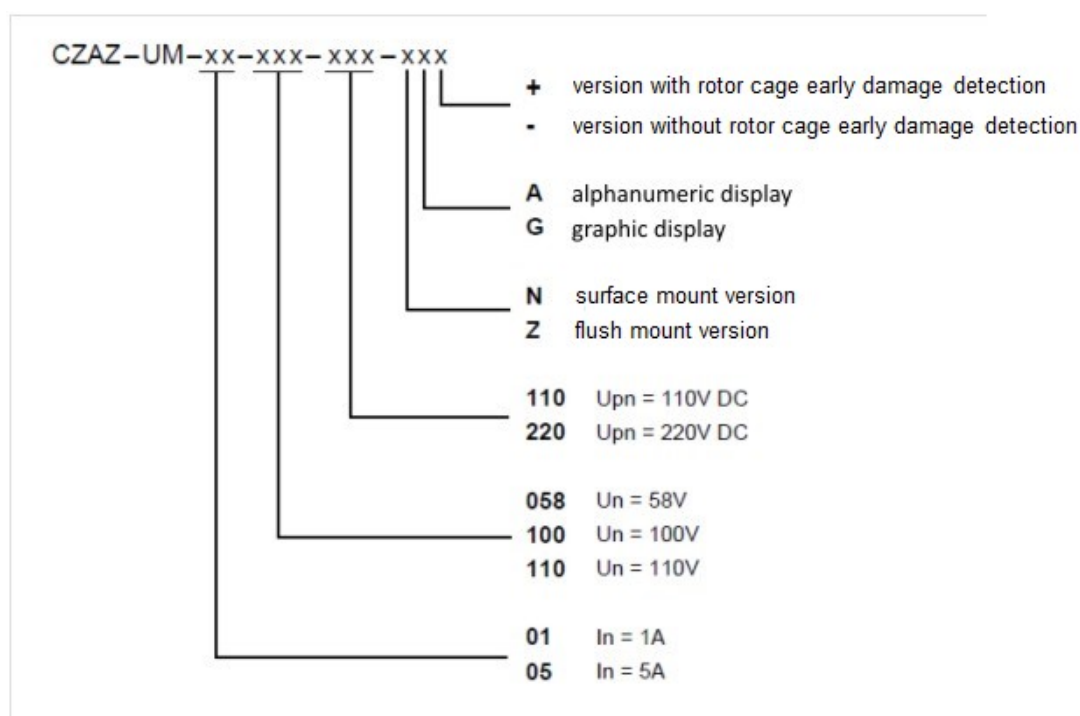 CZAZ–UM–xx–xxx–xxx–xxx
+ version with rotor cage early damage detection
- version without rotor cage early damage detection
A alphanumeric display
G graphic display
N surface mount version
Z flush mount version
110 Upn = 110V DC
220 Upn = 220V DC
058 Un = 58V
100 Un = 100V
110 Un = 110V
01 In = 1A
05 In = 5A